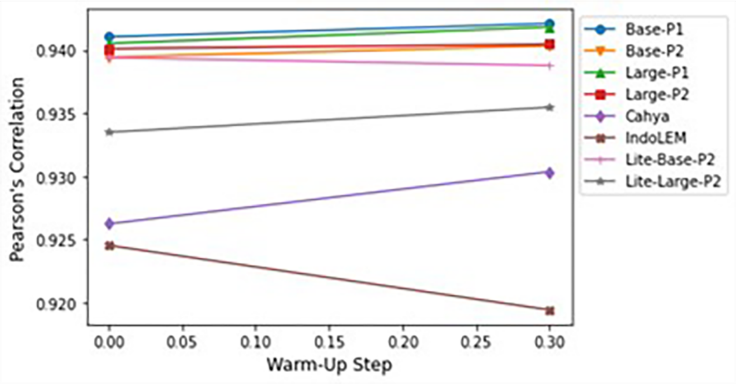 0.940
0.935
0.930
0.925
0.920
Pearson's Correlation
0.00 0.05 0.10 0.15 0.20 0.25 0.30
Warm-Up Step
Base-P1
Base-P2
Large-P1
Large-P2
Cahya
IndoLEM
Lite-Base-P2
Lite-Large-P2